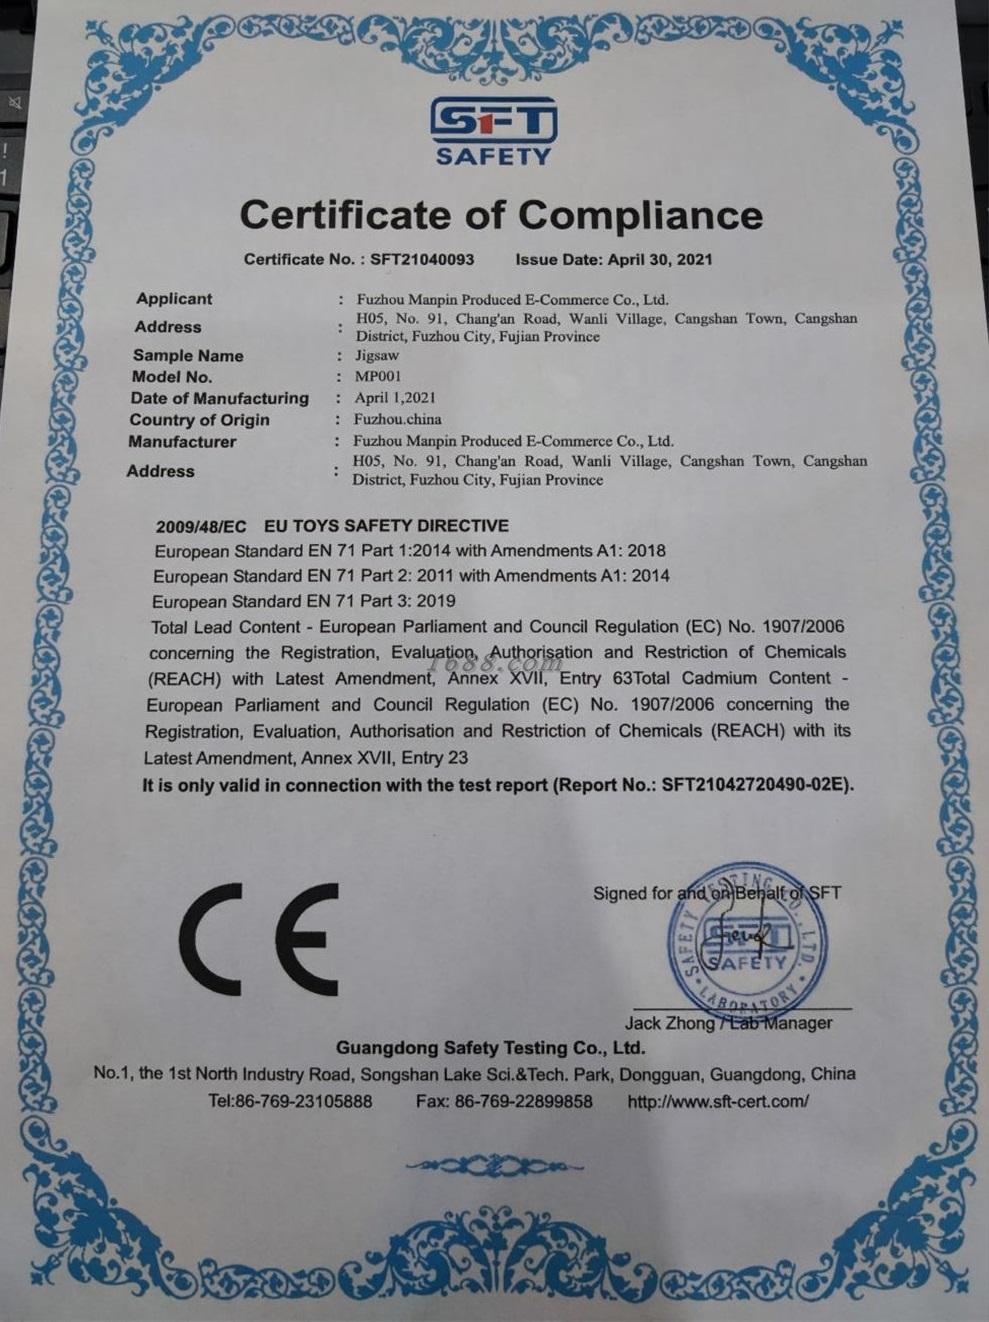 SFT
SAFETY
Certificate of Compliance
Certificate No. : SFT21040093 Issue Date: April 30, 2021
Applicant : Fuzhou Manpin Produced E-Commerce Co., Ltd.
Address : H05, No. 91, Chang'an Road, Wanli Village, Cangshan Town, Cangshan
District, Fuzhou City, Fujian Province
Sample Name : Jigsaw
Model No. : MP001
Date of Manufacturing : April 1,2021
Country of Origin : Fuzhou.china
Manufacturer : Fuzhou Manpin Produced E-Commerce Co., Ltd.
Address : H05, No. 91, Chang'an Road, Wanli Village, Cangshan Town, Cangshan
District, Fuzhou City, Fujian Province
2009/48/EC EU TOYS SAFETY DIRECTIVE
European Standard EN 71 Part 1:2014 with Amendments A1: 2018
European Standard EN 71 Part 2: 2011 with Amendments A1: 2014
European Standard EN 71 Part 3: 2019
Total Lead Content - European Parliament and Council Regulation (EC) No. 1907/2006
concerning the Registration, Evaluation, Authorisation and Restriction of Chemicals
1688.com
(REACH) with Latest Amendment, Annex XVII, Entry 63Total Cadmium Content -
European Parliament and Council Regulation (EC) No. 1907/2006 concerning the
Registration, Evaluation, Authorisation and Restriction of Chemicals (REACH) with its
Latest Amendment, Annex XVII, Entry 23
It is only valid in connection with the test report (Report No.: SFT21042720490-02E).
CE
Signed for and on Behalf of SFT
SAFETY TESTING CO., LTD.
SFT
SAFETY
LABORATORY
Jack Zhong / Lab Manager
Guangdong Safety Testing Co., Ltd.
No.1, the 1st North Industry Road, Songshan Lake Sci.&Tech. Park, Dongguan, Guangdong, China
Tel:86-769-23105888 Fax: 86-769-22899858 http://www.sft-cert.com/